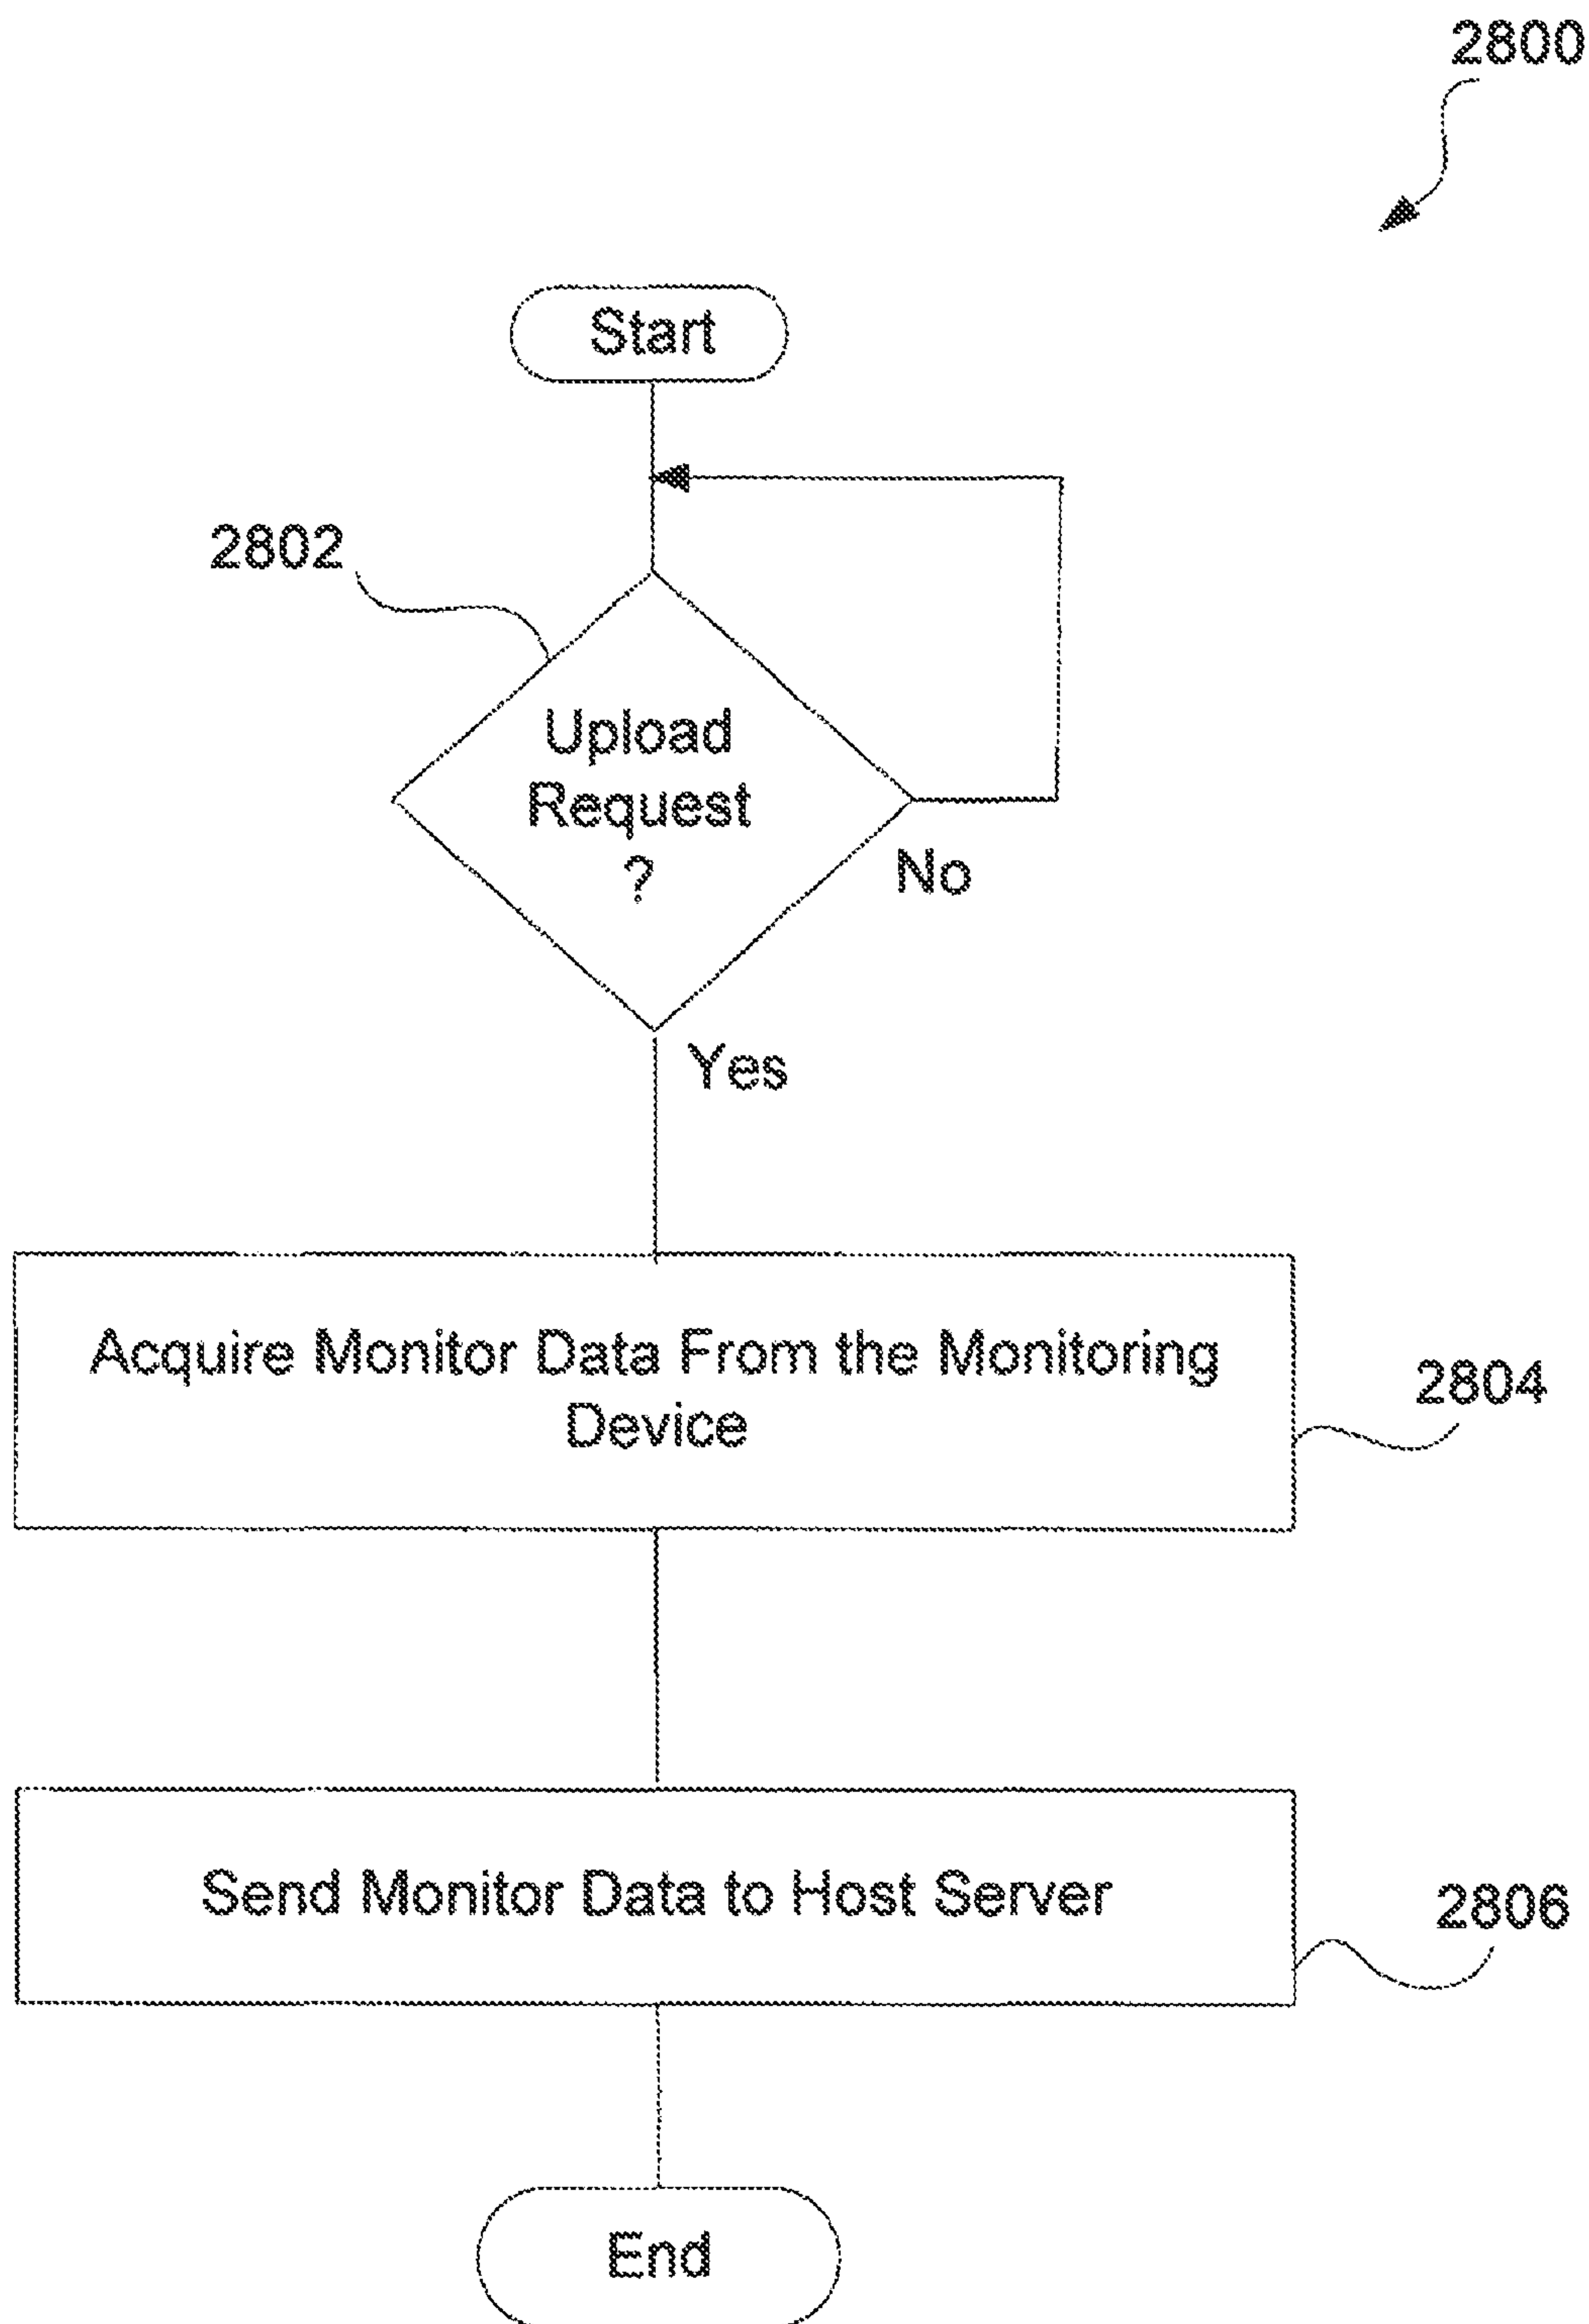 2800
Start
2802
Upload
Request
?
No
Yes
Acquire Monitor Data From the Monitoring
Device
2804
Send Monitor Data to Host Server
2806
End